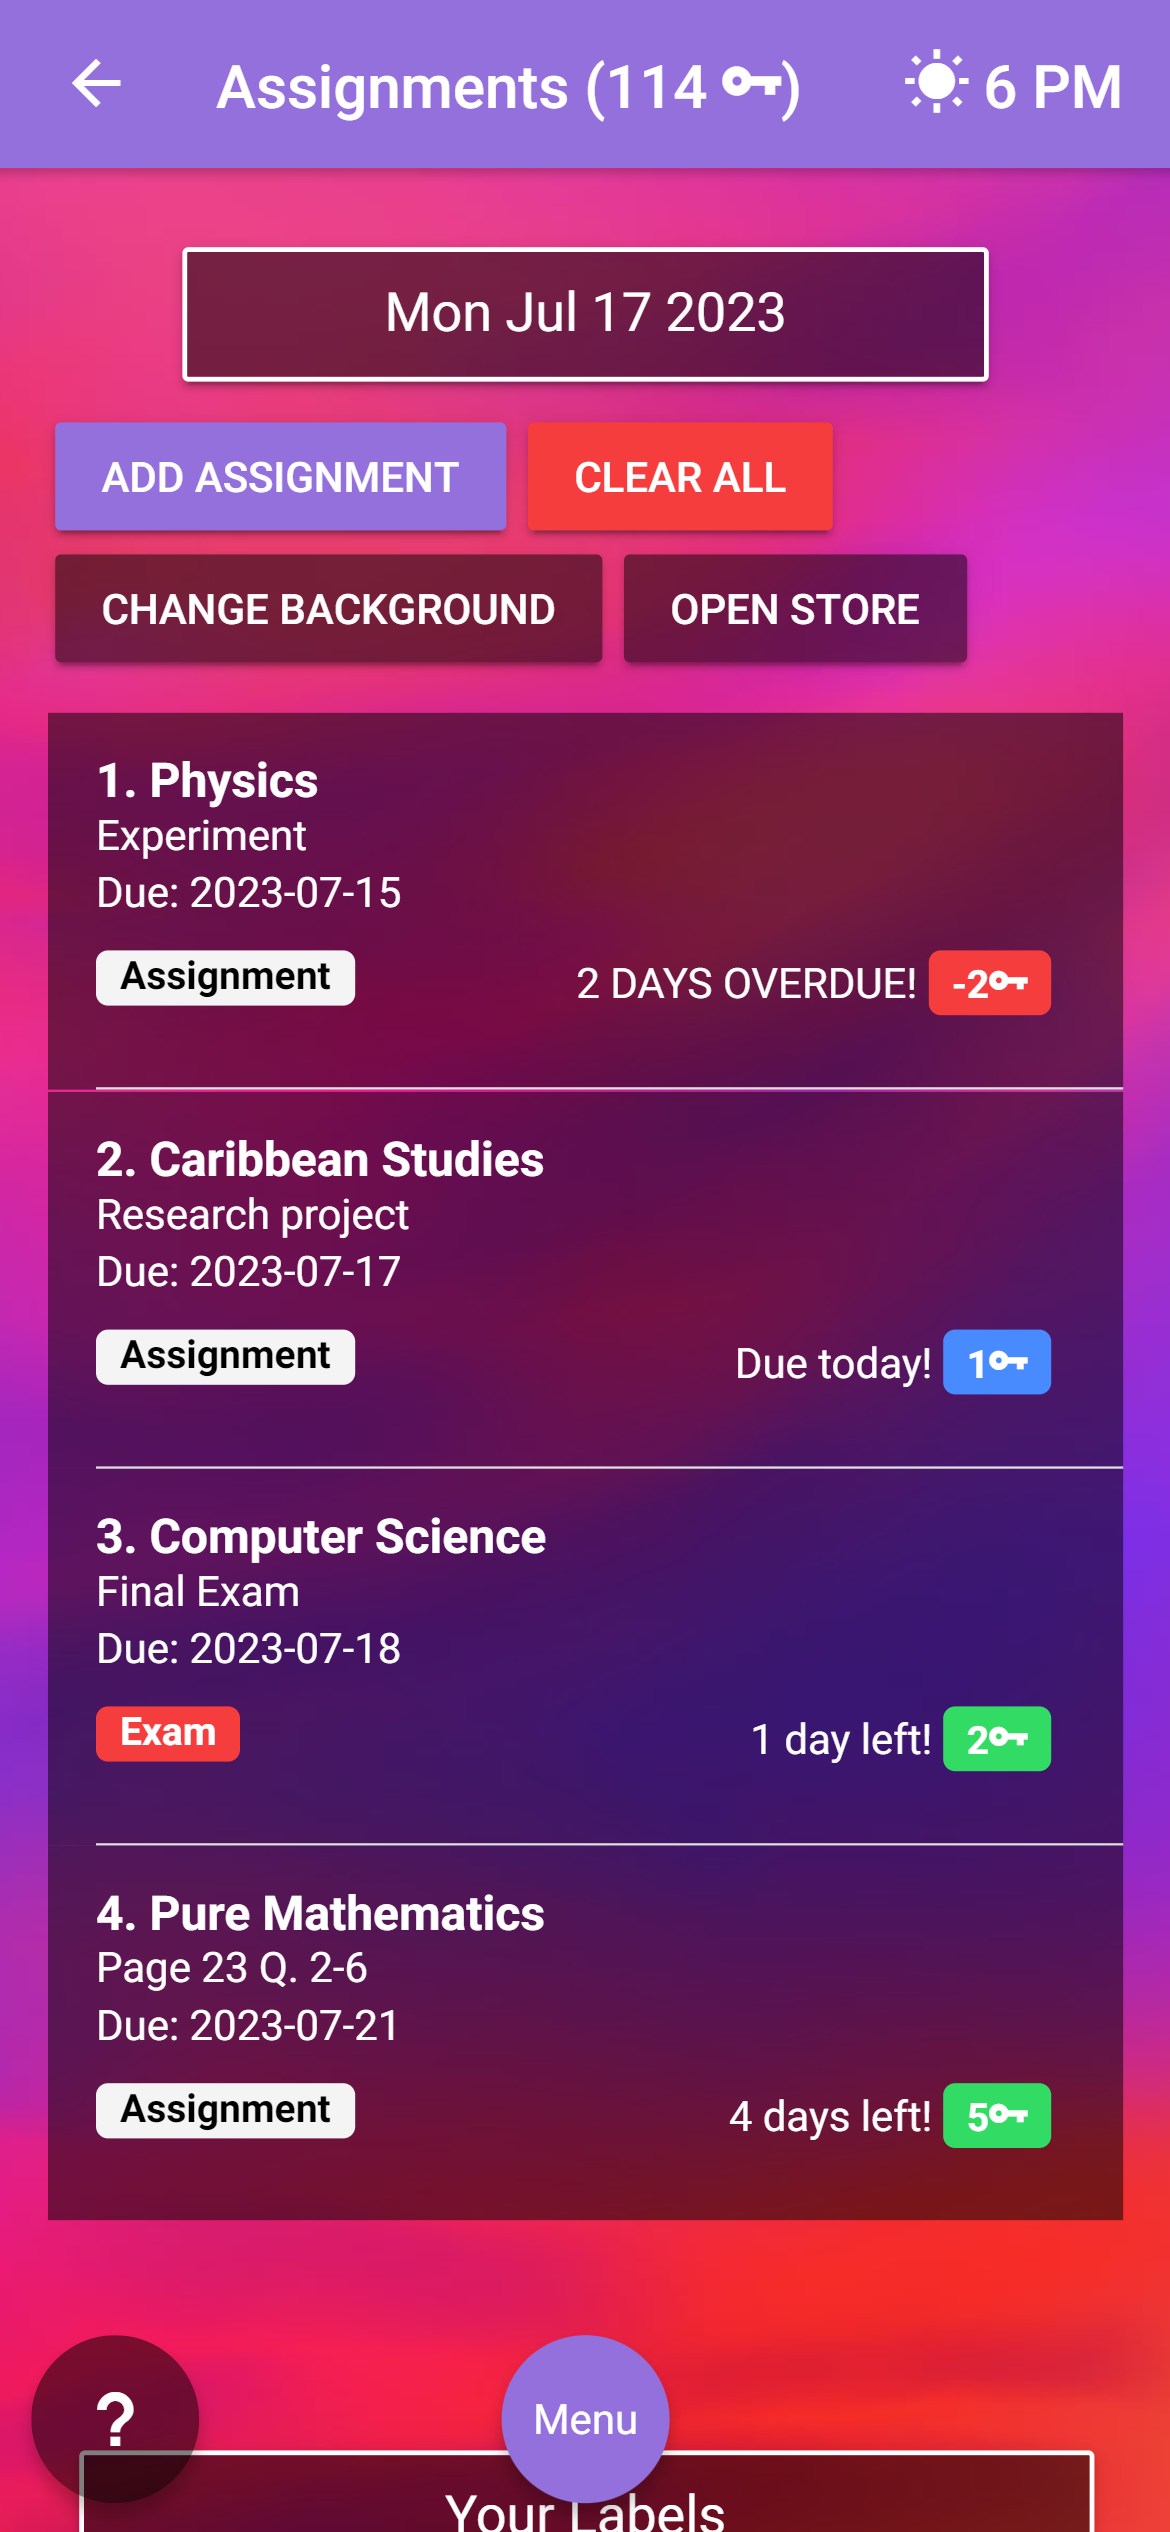 Assignments (114 )
6 PM
Mon Jul 17 2023
ADD ASSIGNMENT
CLEAR ALL
CHANGE BACKGROUND
OPEN STORE
1. Physics
Experiment
Due: 2023-07-15
Assignment
2 DAYS OVERDUE! -2
2. Caribbean Studies
Research project
Due: 2023-07-17
Assignment
Due today! 1
3. Computer Science
Final Exam
Due: 2023-07-18
Exam
1 day left! 2
4. Pure Mathematics
Page 23 Q. 2-6
Due: 2023-07-21
Assignment
4 days left! 5
?
Menu
Your Labels